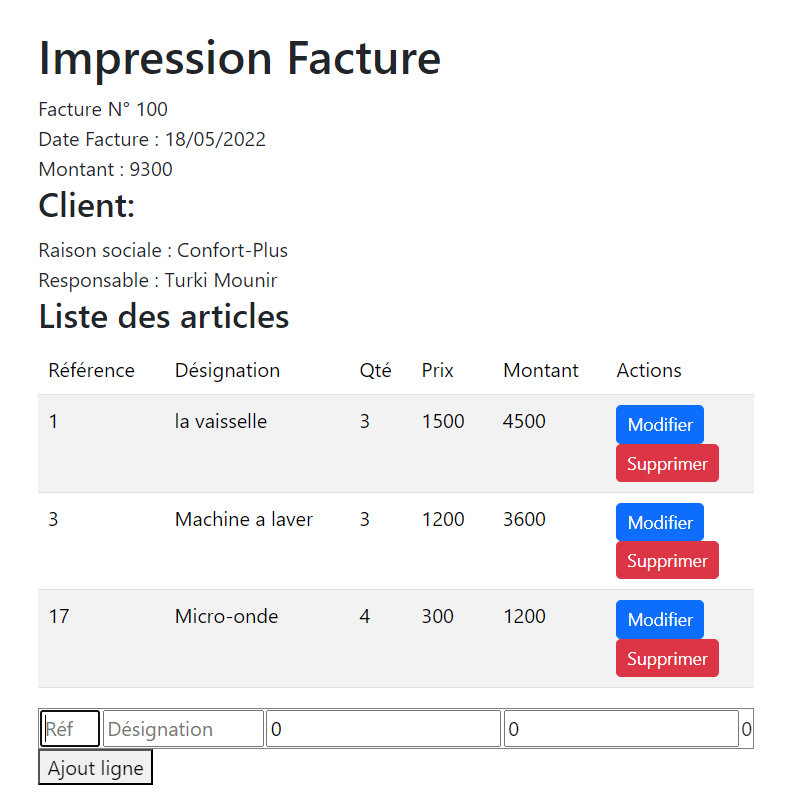 Impression Facture
Facture N° 100
Date Facture : 18/05/2022
Montant : 9300
Client:
Raison sociale : Confort-Plus
Responsable : Turki Mounir
Liste des articles
Référence Désignation Qté Prix Montant Actions
1 la vaisselle 3 1500 4500 Modifier
Supprimer
3 Machine a laver 3 1200 3600 Modifier
Supprimer
17 Micro-onde 4 300 1200 Modifier
Supprimer
Réf Désignation 0 0 0
Ajout ligne